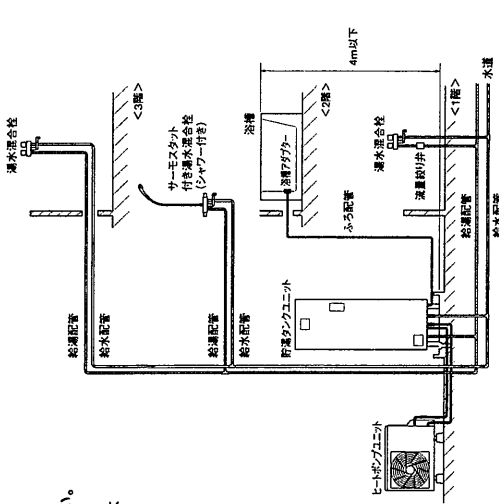 湯水混合栓
<3階>
サーモスタット
付き湯水混合栓
(シャワー付き)
給湯配管
給水配管
給湯配管
給水配管
4m以下
浴槽
浴槽アダプター
<2階>
ふろ配管
湯水混合栓
流量絞り弁
<1階>
給湯配管
給水配管
水道
貯湯タンクユニット
ヒートポンプユニット